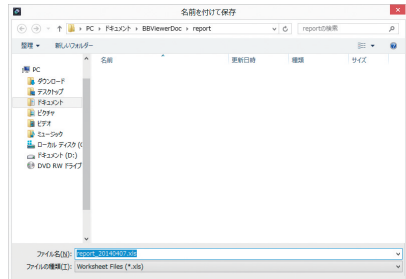 名前を付けて保存
PC ▸ ドキュメント ▸ BBViewerDoc ▸ report
reportの検索
整理 ▼ 新しいフォルダー
名前 更新日時 種類 サイズ
PC
ダウンロード
デスクトップ
ドキュメント
ピクチャ
ビデオ
ミュージック
ローカル ディスク (C
ドキュメント (D:)
DVD RW ドライブ
ファイル名(N): report_20140407.xls
ファイルの種類(T): Worksheet Files (*.xls)